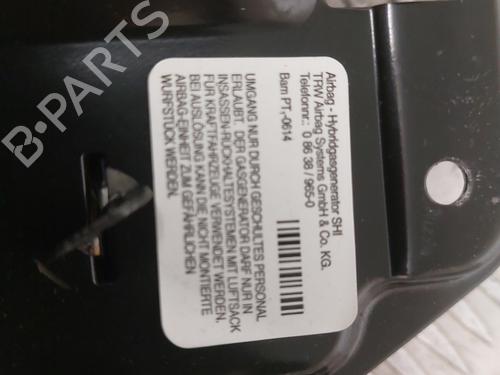 Airbag - Hybridgasgenerator SHI
TRW Airbag Systems GmbH & Co. KG.
Telefonnr.: 0 86 38 / 965-0
Bam PT,-0614
UMGANG NUR DURCH GESCHULTES PERSONAL
ERLAUBT. DER GASGENERATOR DARF NUR IN
INSASSEN-RÜCKHALTESYSTEMEN MIT LUFTSACK
FÜR KRAFTFAHRZEUGE VERWENDET WERDEN.
BEI AUSLÖSUNG KANN DIE NICHT MONTIERTE
AIRBAG-EINHEIT ZUM GEFÄHRLICHEN
WURFSTÜCK WERDEN.
B-PARTS